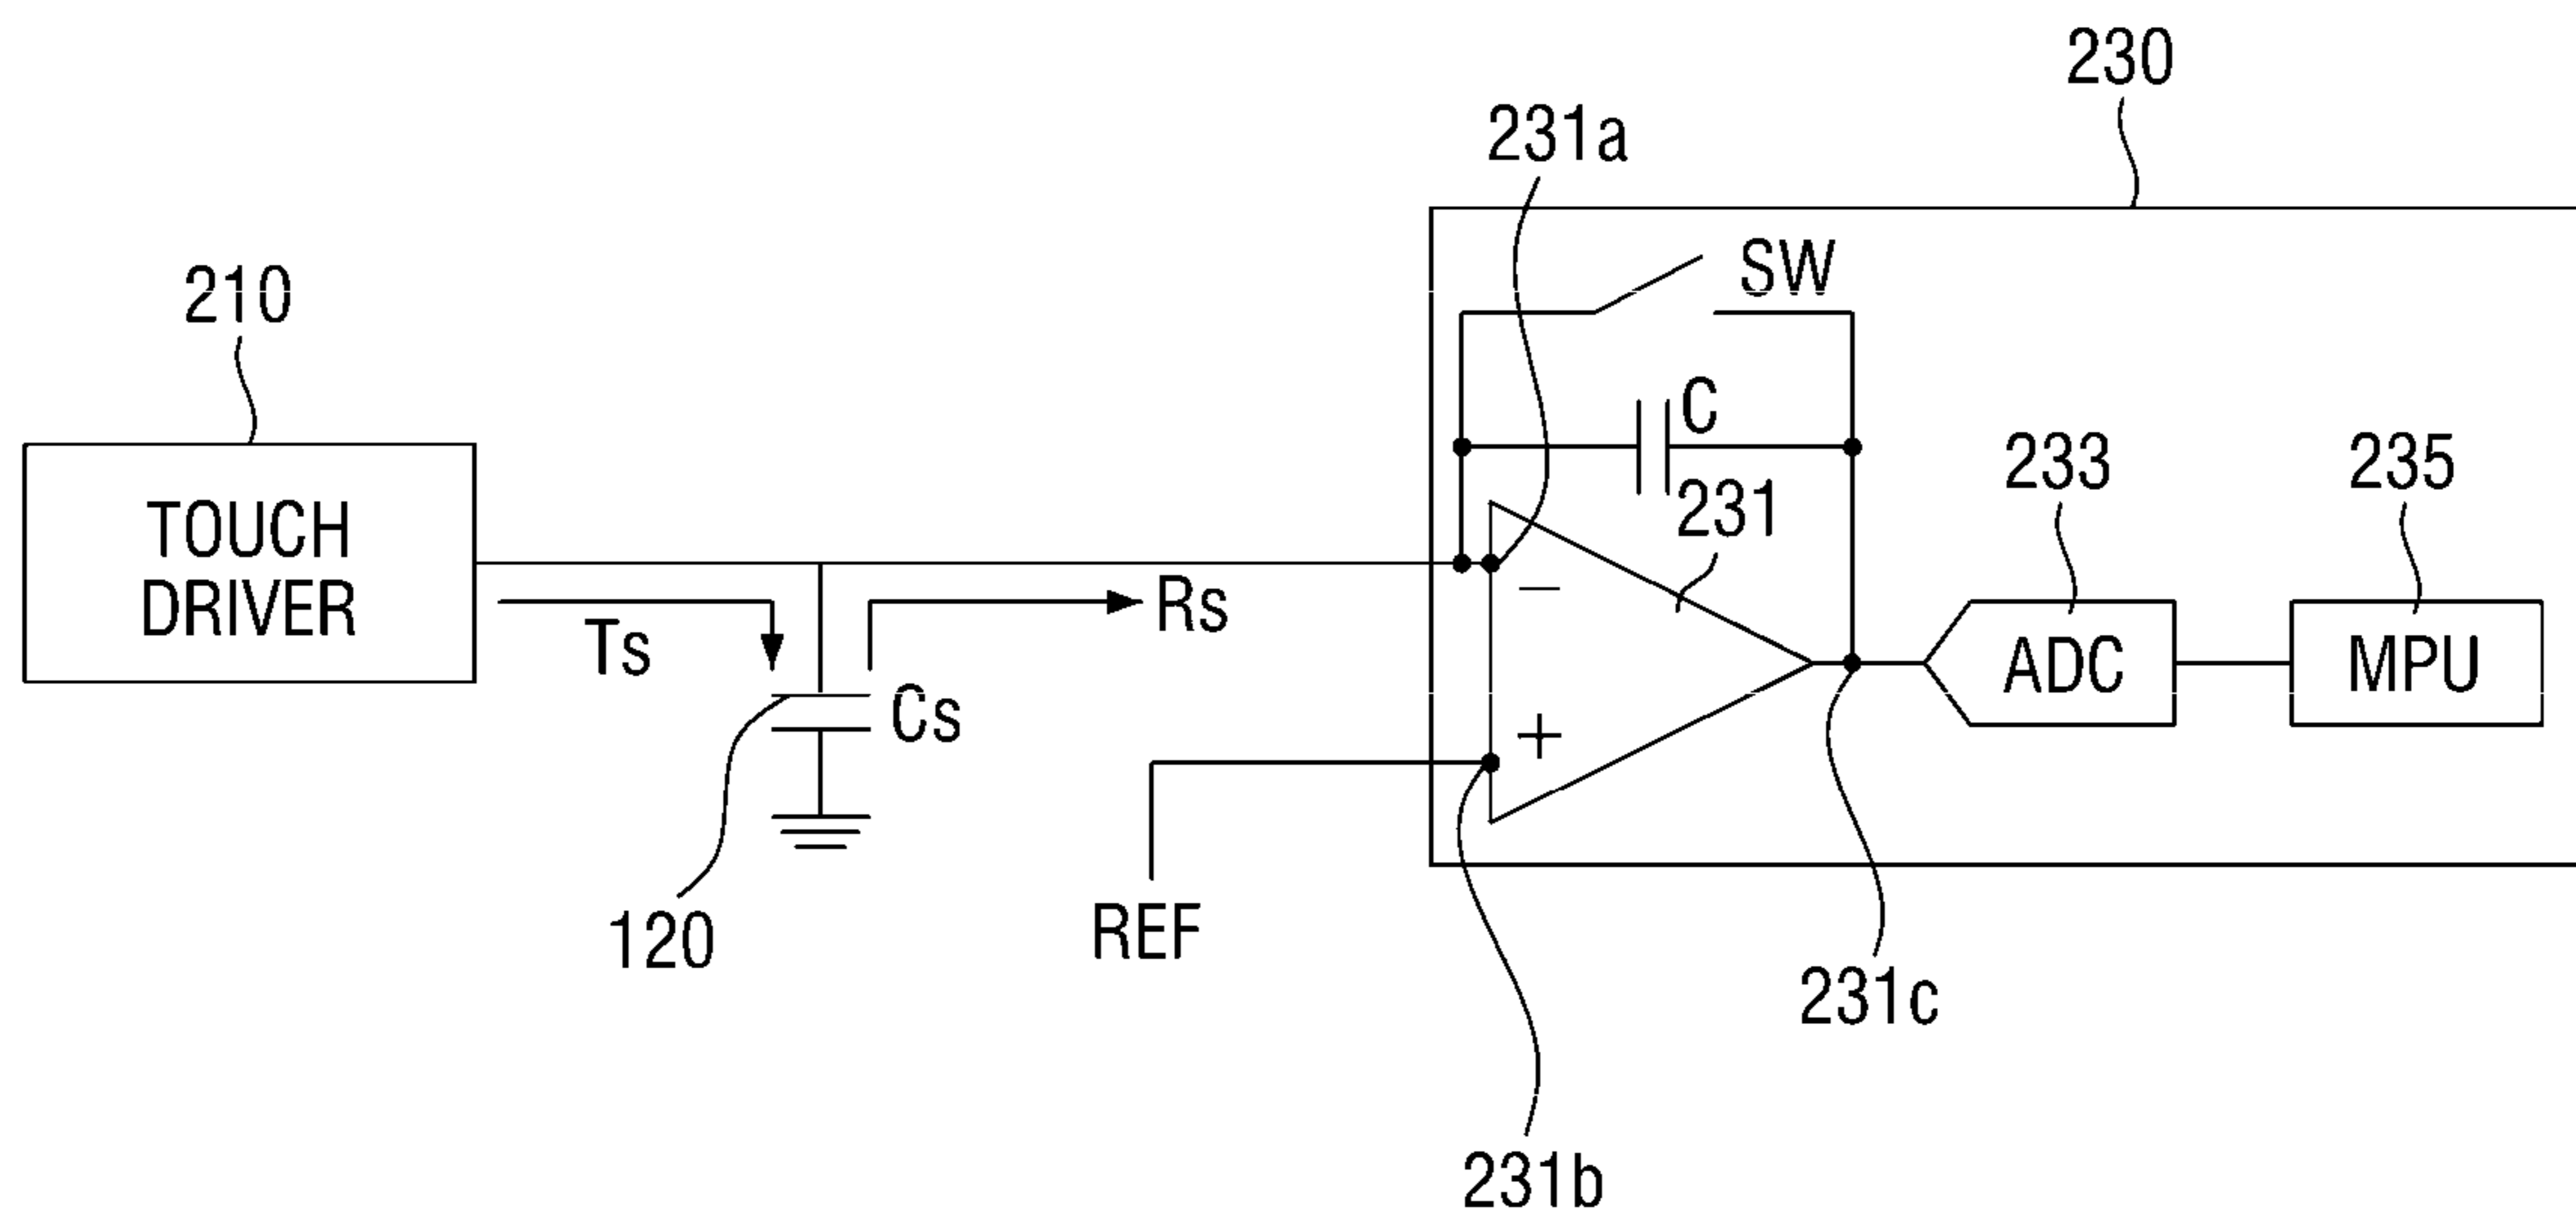 230
231a
SW
210
C
233
235
231
TOUCH
DRIVER
Ts
Rs
−
ADC
MPU
Cs
+
120
REF
231c
231b